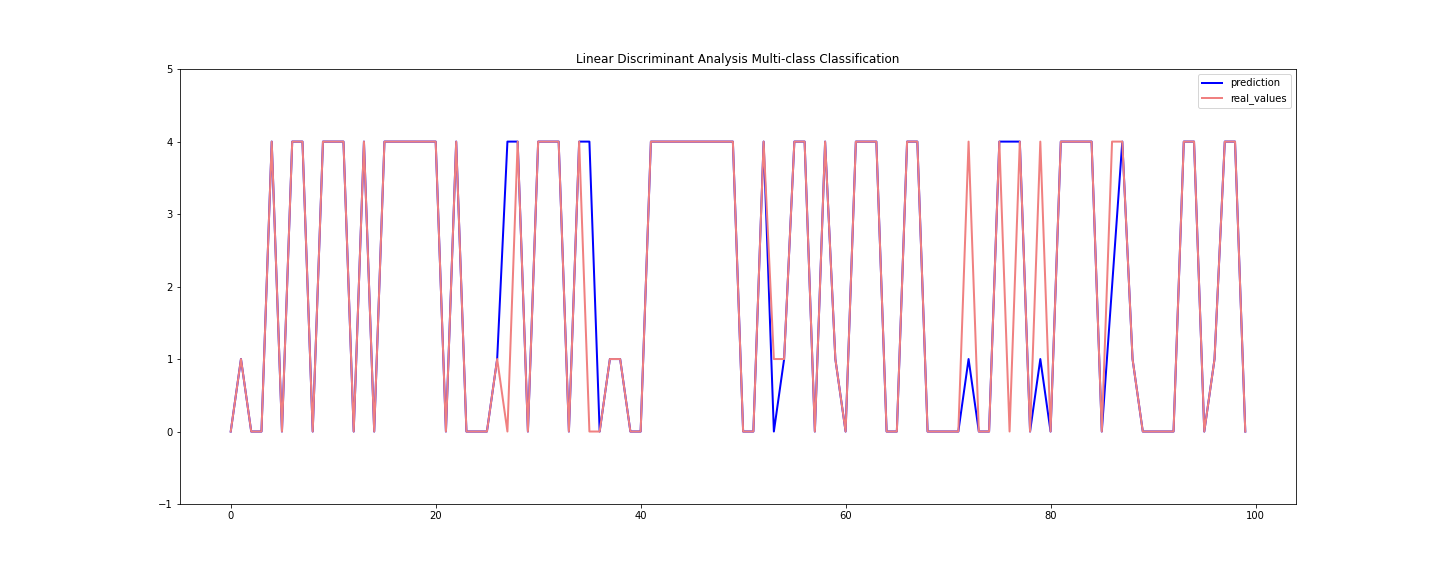 Linear Discriminant Analysis Multi-class Classification
prediction
real_values
5
4
3
2
1
0
−1
0 20 40 60 80 100